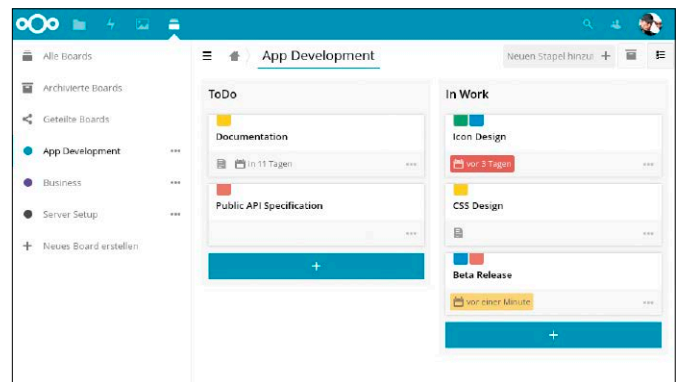 Alle Boards
Archivierte Boards
Geteilte Boards
App Development
Business
Server Setup
Neues Board erstellen
App Development
Neuen Stapel hinzu
ToDo
Documentation
in 11 Tagen
Public API Specification
+
In Work
Icon Design
vor 3 Tagen
CSS Design
Beta Release
vor einer Minute
+